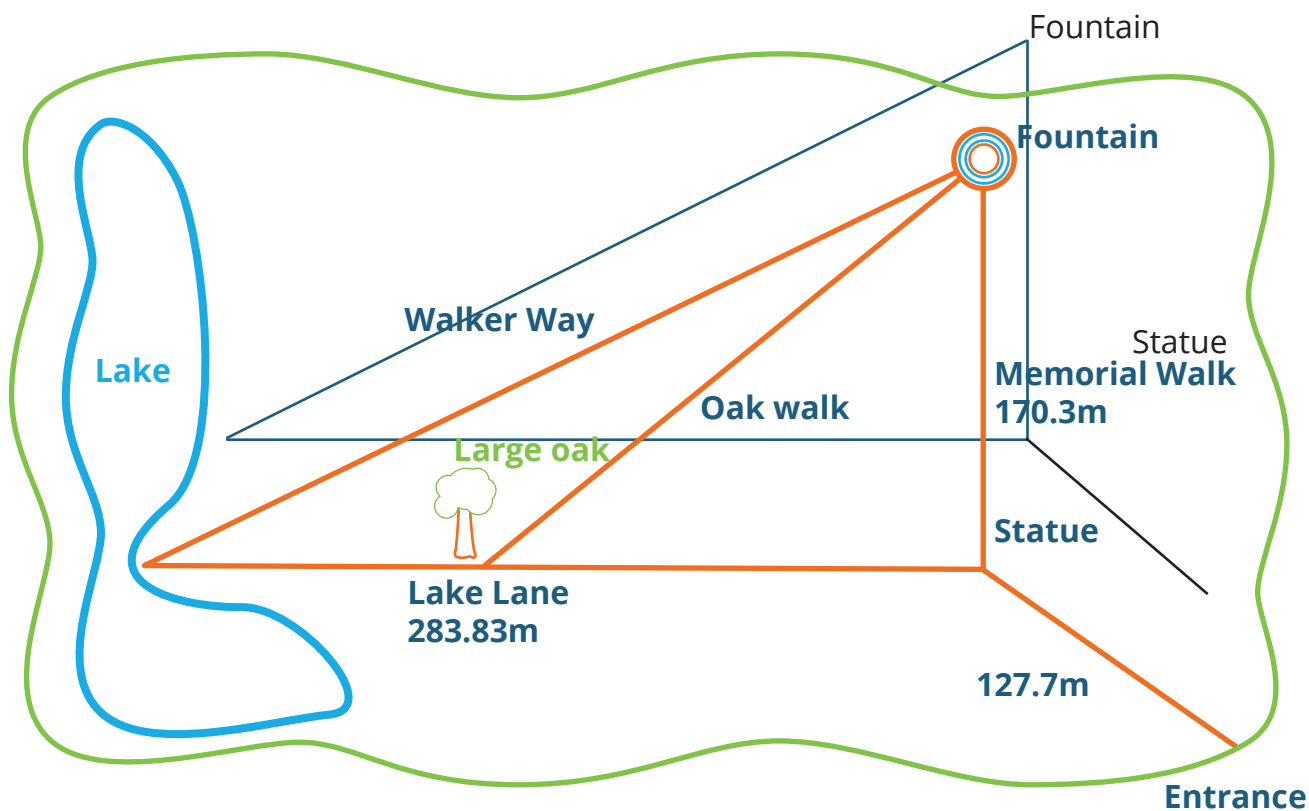 Fountain
Fountain
Walker Way
Statue
Lake
Memorial Walk
170.3m
Oak walk
Large oak
Statue
Lake Lane
283.83m
127.7m
Entrance